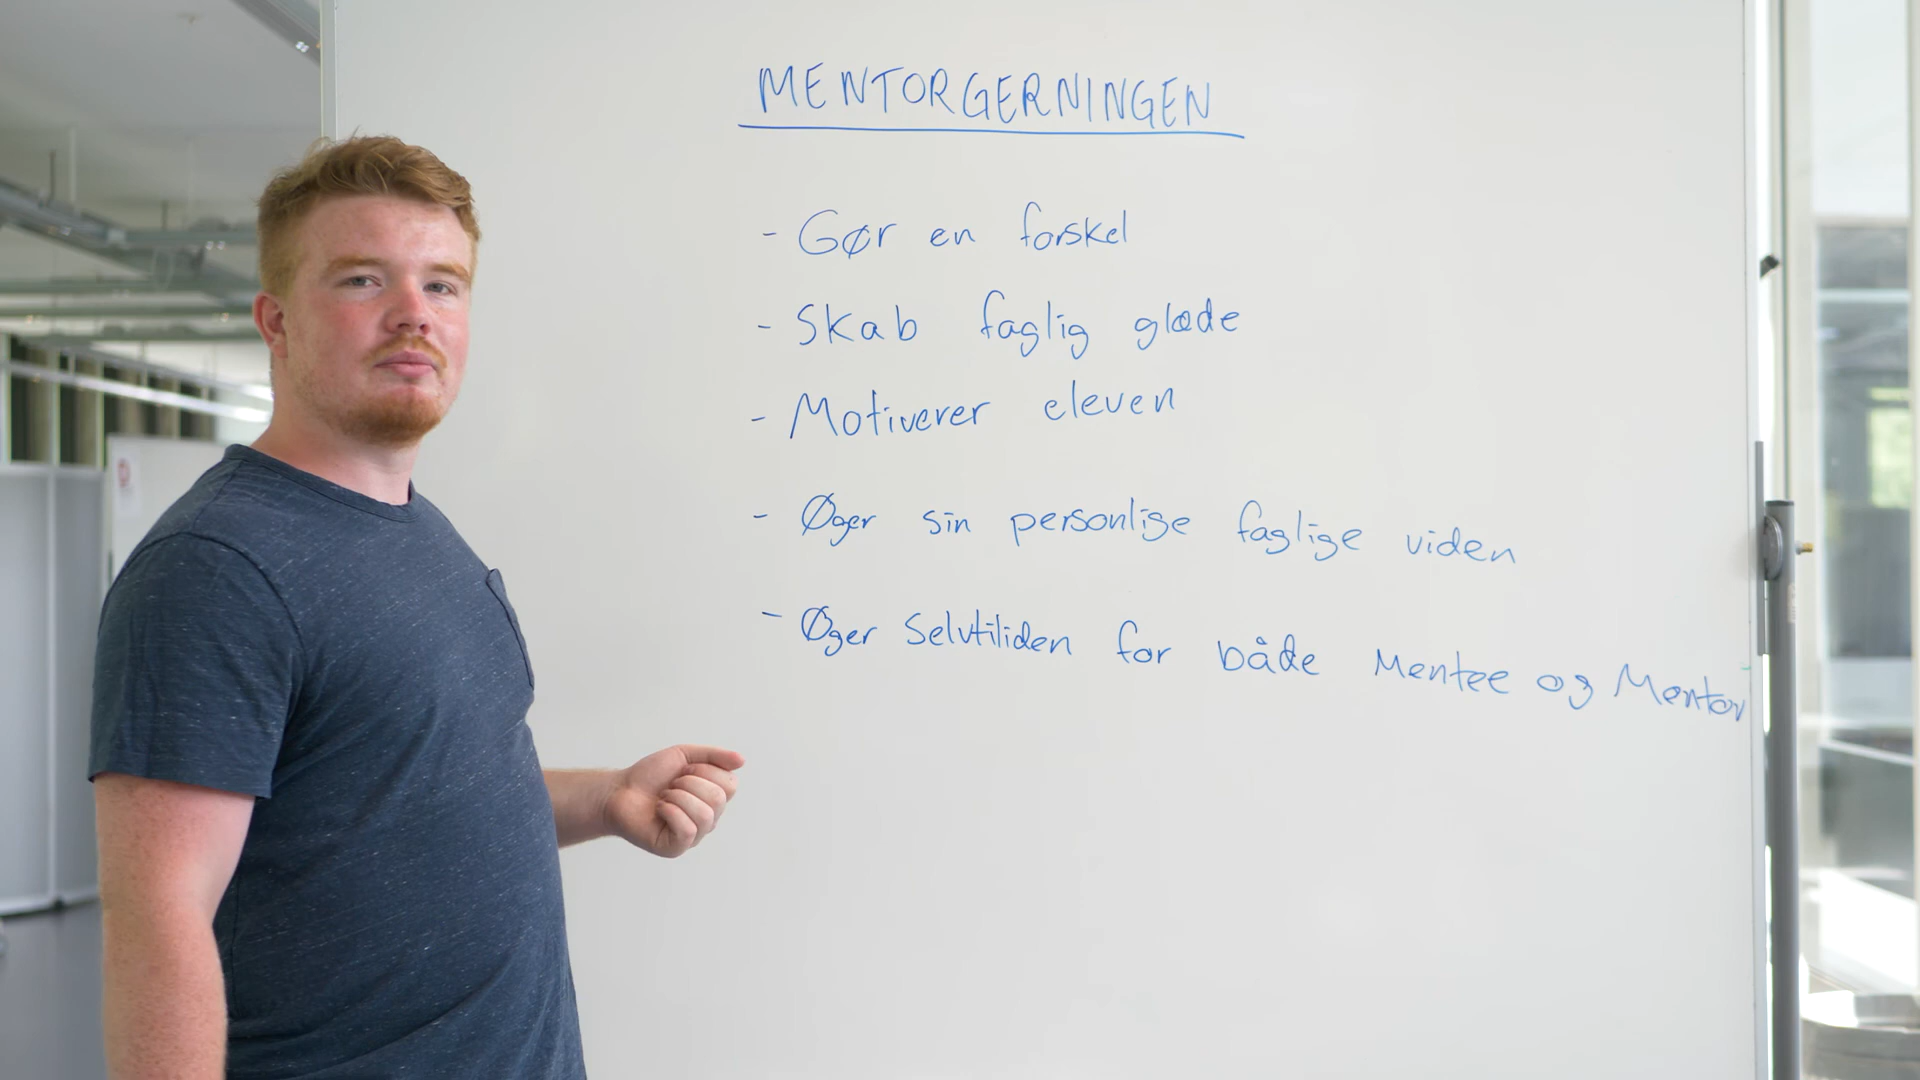 MENTORGERNINGEN
- Gør en forskel
- Skab faglig glæde
- Motiverer eleven
- Øger sin personlige faglige viden
- Øger Selvtiliden for både Mentee og Mentor